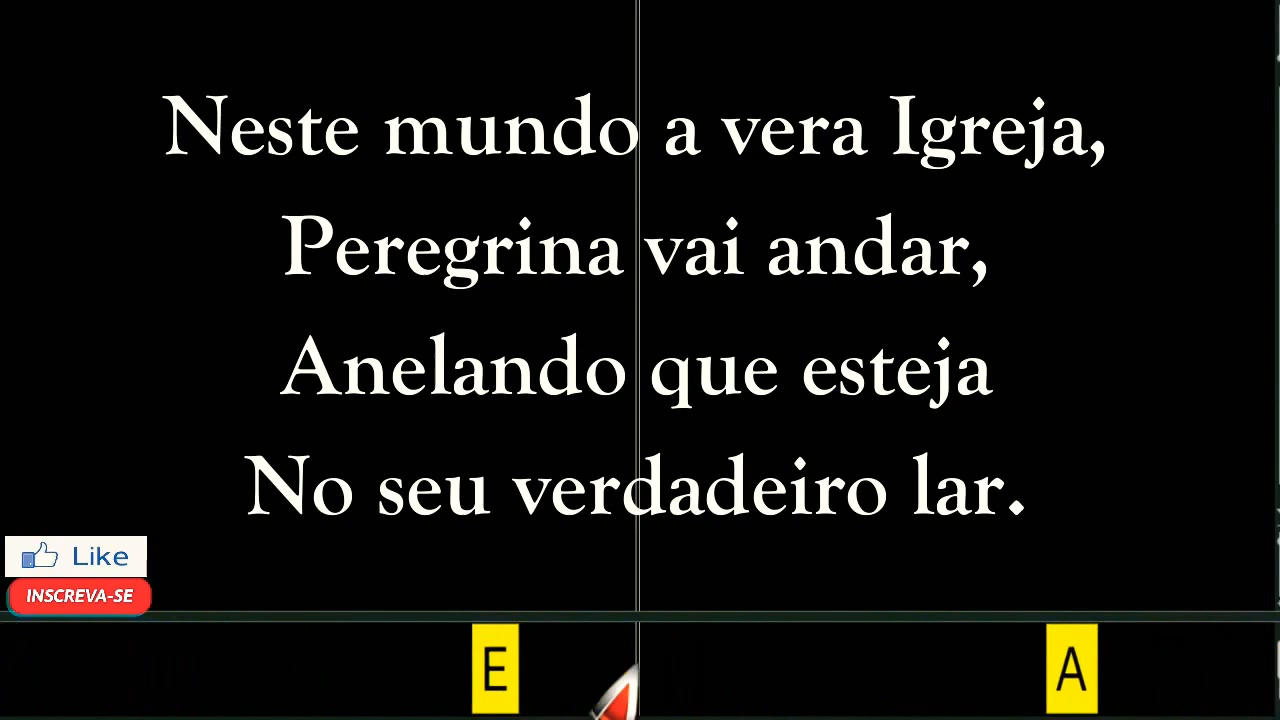 Neste mundo a vera Igreja,
Peregrina vai andar,
Anelando que esteja
No seu verdadeiro lar.
Like
INSCREVA-SE
E A